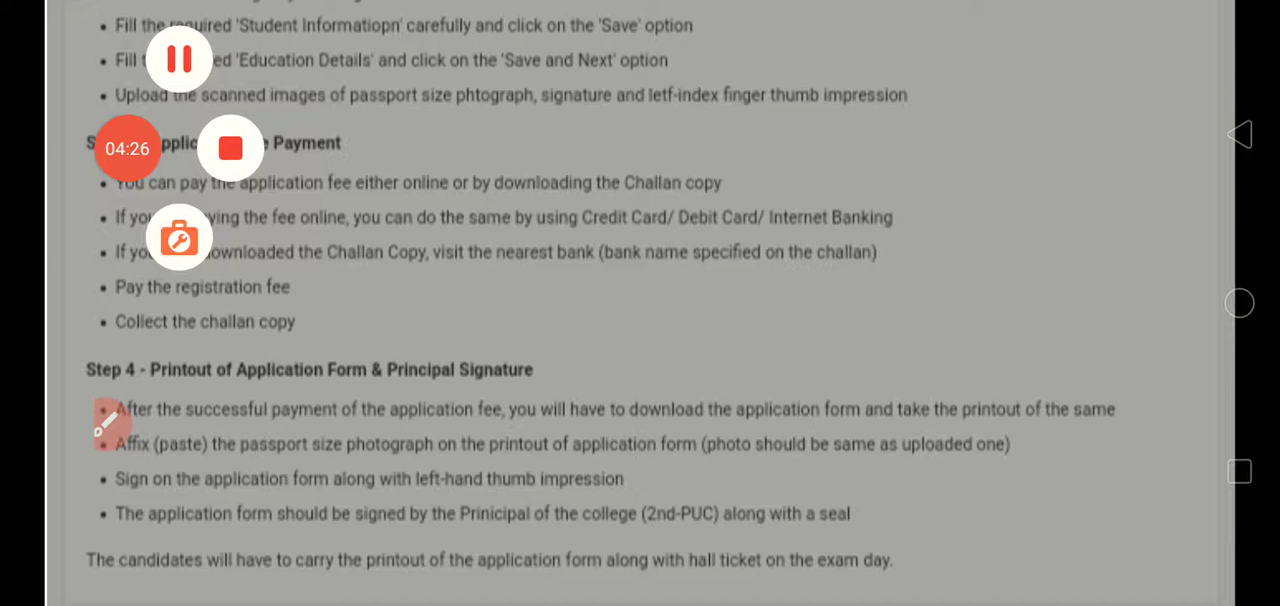 • Fill the required 'Student Informatiopn' carefully and click on the 'Save' option
• Fill ed 'Education Details' and click on the 'Save and Next' option
• Upload the scanned images of passport size phtograph, signature and letf-index finger thumb impression
Payment
04:26
• You can pay the application fee either online or by downloading the Challan copy
• If ying the fee online, you can do the same by using Credit Card/ Debit Card/ Internet Banking
• If ownloaded the Challan Copy, visit the nearest bank (bank name specified on the challan)
• Pay the registration fee
• Collect the challan copy
Step 4 - Printout of Application Form & Principal Signature
• After the successful payment of the application fee, you will have to download the application form and take the printout of the same
• Affix (paste) the passport size photograph on the printout of application form (photo should be same as uploaded one)
• Sign on the application form along with left-hand thumb impression
• The application form should be signed by the Prinicipal of the college (2nd-PUC) along with a seal
The candidates will have to carry the printout of the application form along with hall ticket on the exam day.